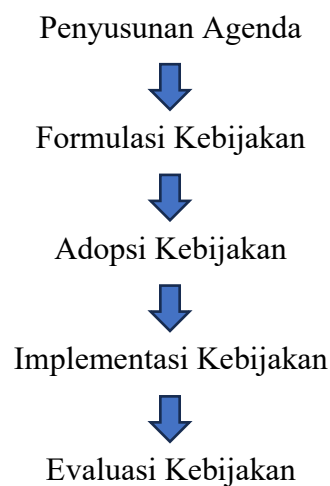 Penyusunan Agenda
Formulasi Kebijakan
Adopsi Kebijakan
Implementasi Kebijakan
Evaluasi Kebijakan